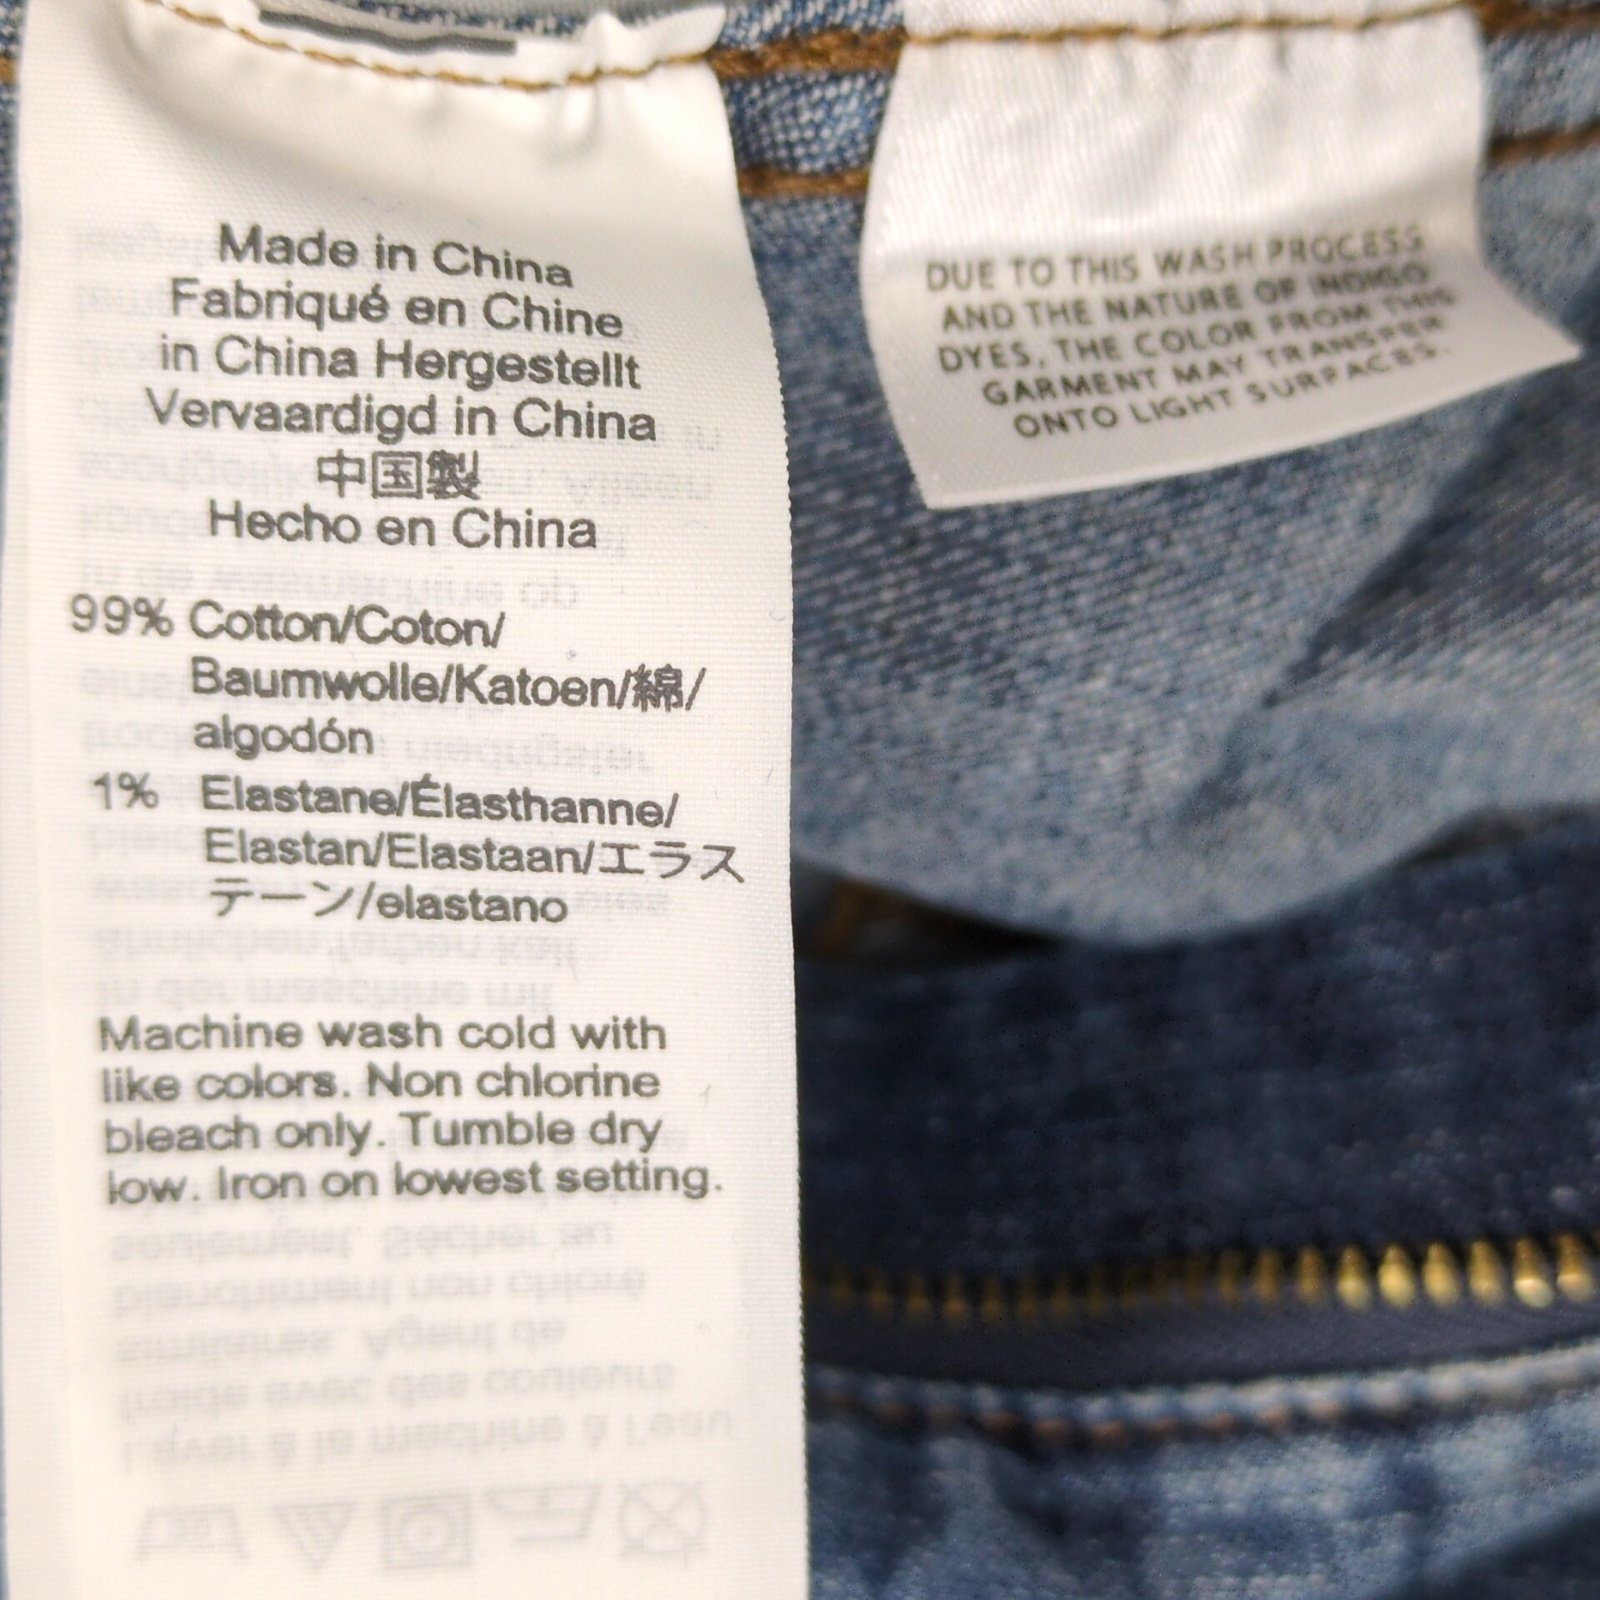 Made in China
Fabriqué en Chine
in China Hergestellt
Vervaardigd in China
中国製
Hecho en China
99% Cotton/Coton/
Baumwolle/Katoen/綿/
algodón
1% Elastane/Élasthanne/
Elastan/Elastaan/エラス
テーン/elastano
Machine wash cold with
like colors. Non chlorine
bleach only. Tumble dry
low. Iron on lowest setting.
DUE TO THIS WASH PROCESS
AND THE NATURE OF INDIGO
DYES, THE COLOR FROM THIS
GARMENT MAY TRANSFER
ONTO LIGHT SURFACES.